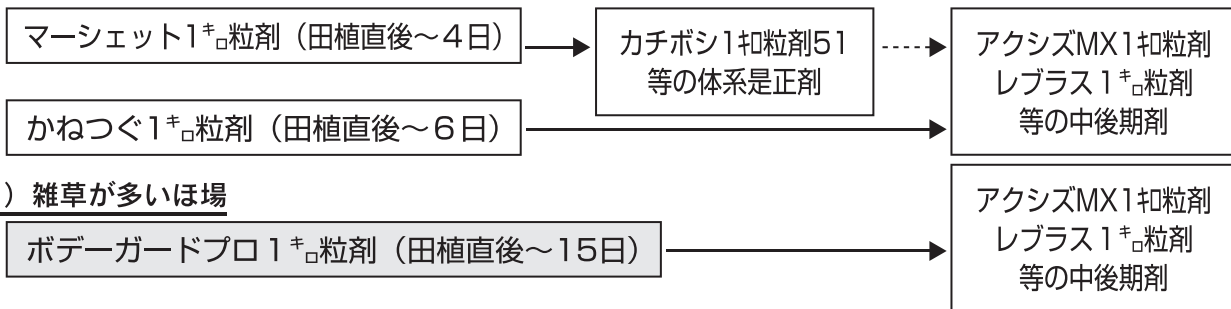 マーシェット1㌔粒剤（田植直後～4日）
カチボシ1㌔粒剤51
等の体系是正剤
アクシズMX1㌔粒剤
レブラス1㌔粒剤
等の中後期剤
かねつぐ1㌔粒剤（田植直後～6日）
）雑草が多いほ場
ボデーガードプロ1㌔粒剤（田植直後～15日）
アクシズMX1㌔粒剤
レブラス1㌔粒剤
等の中後期剤